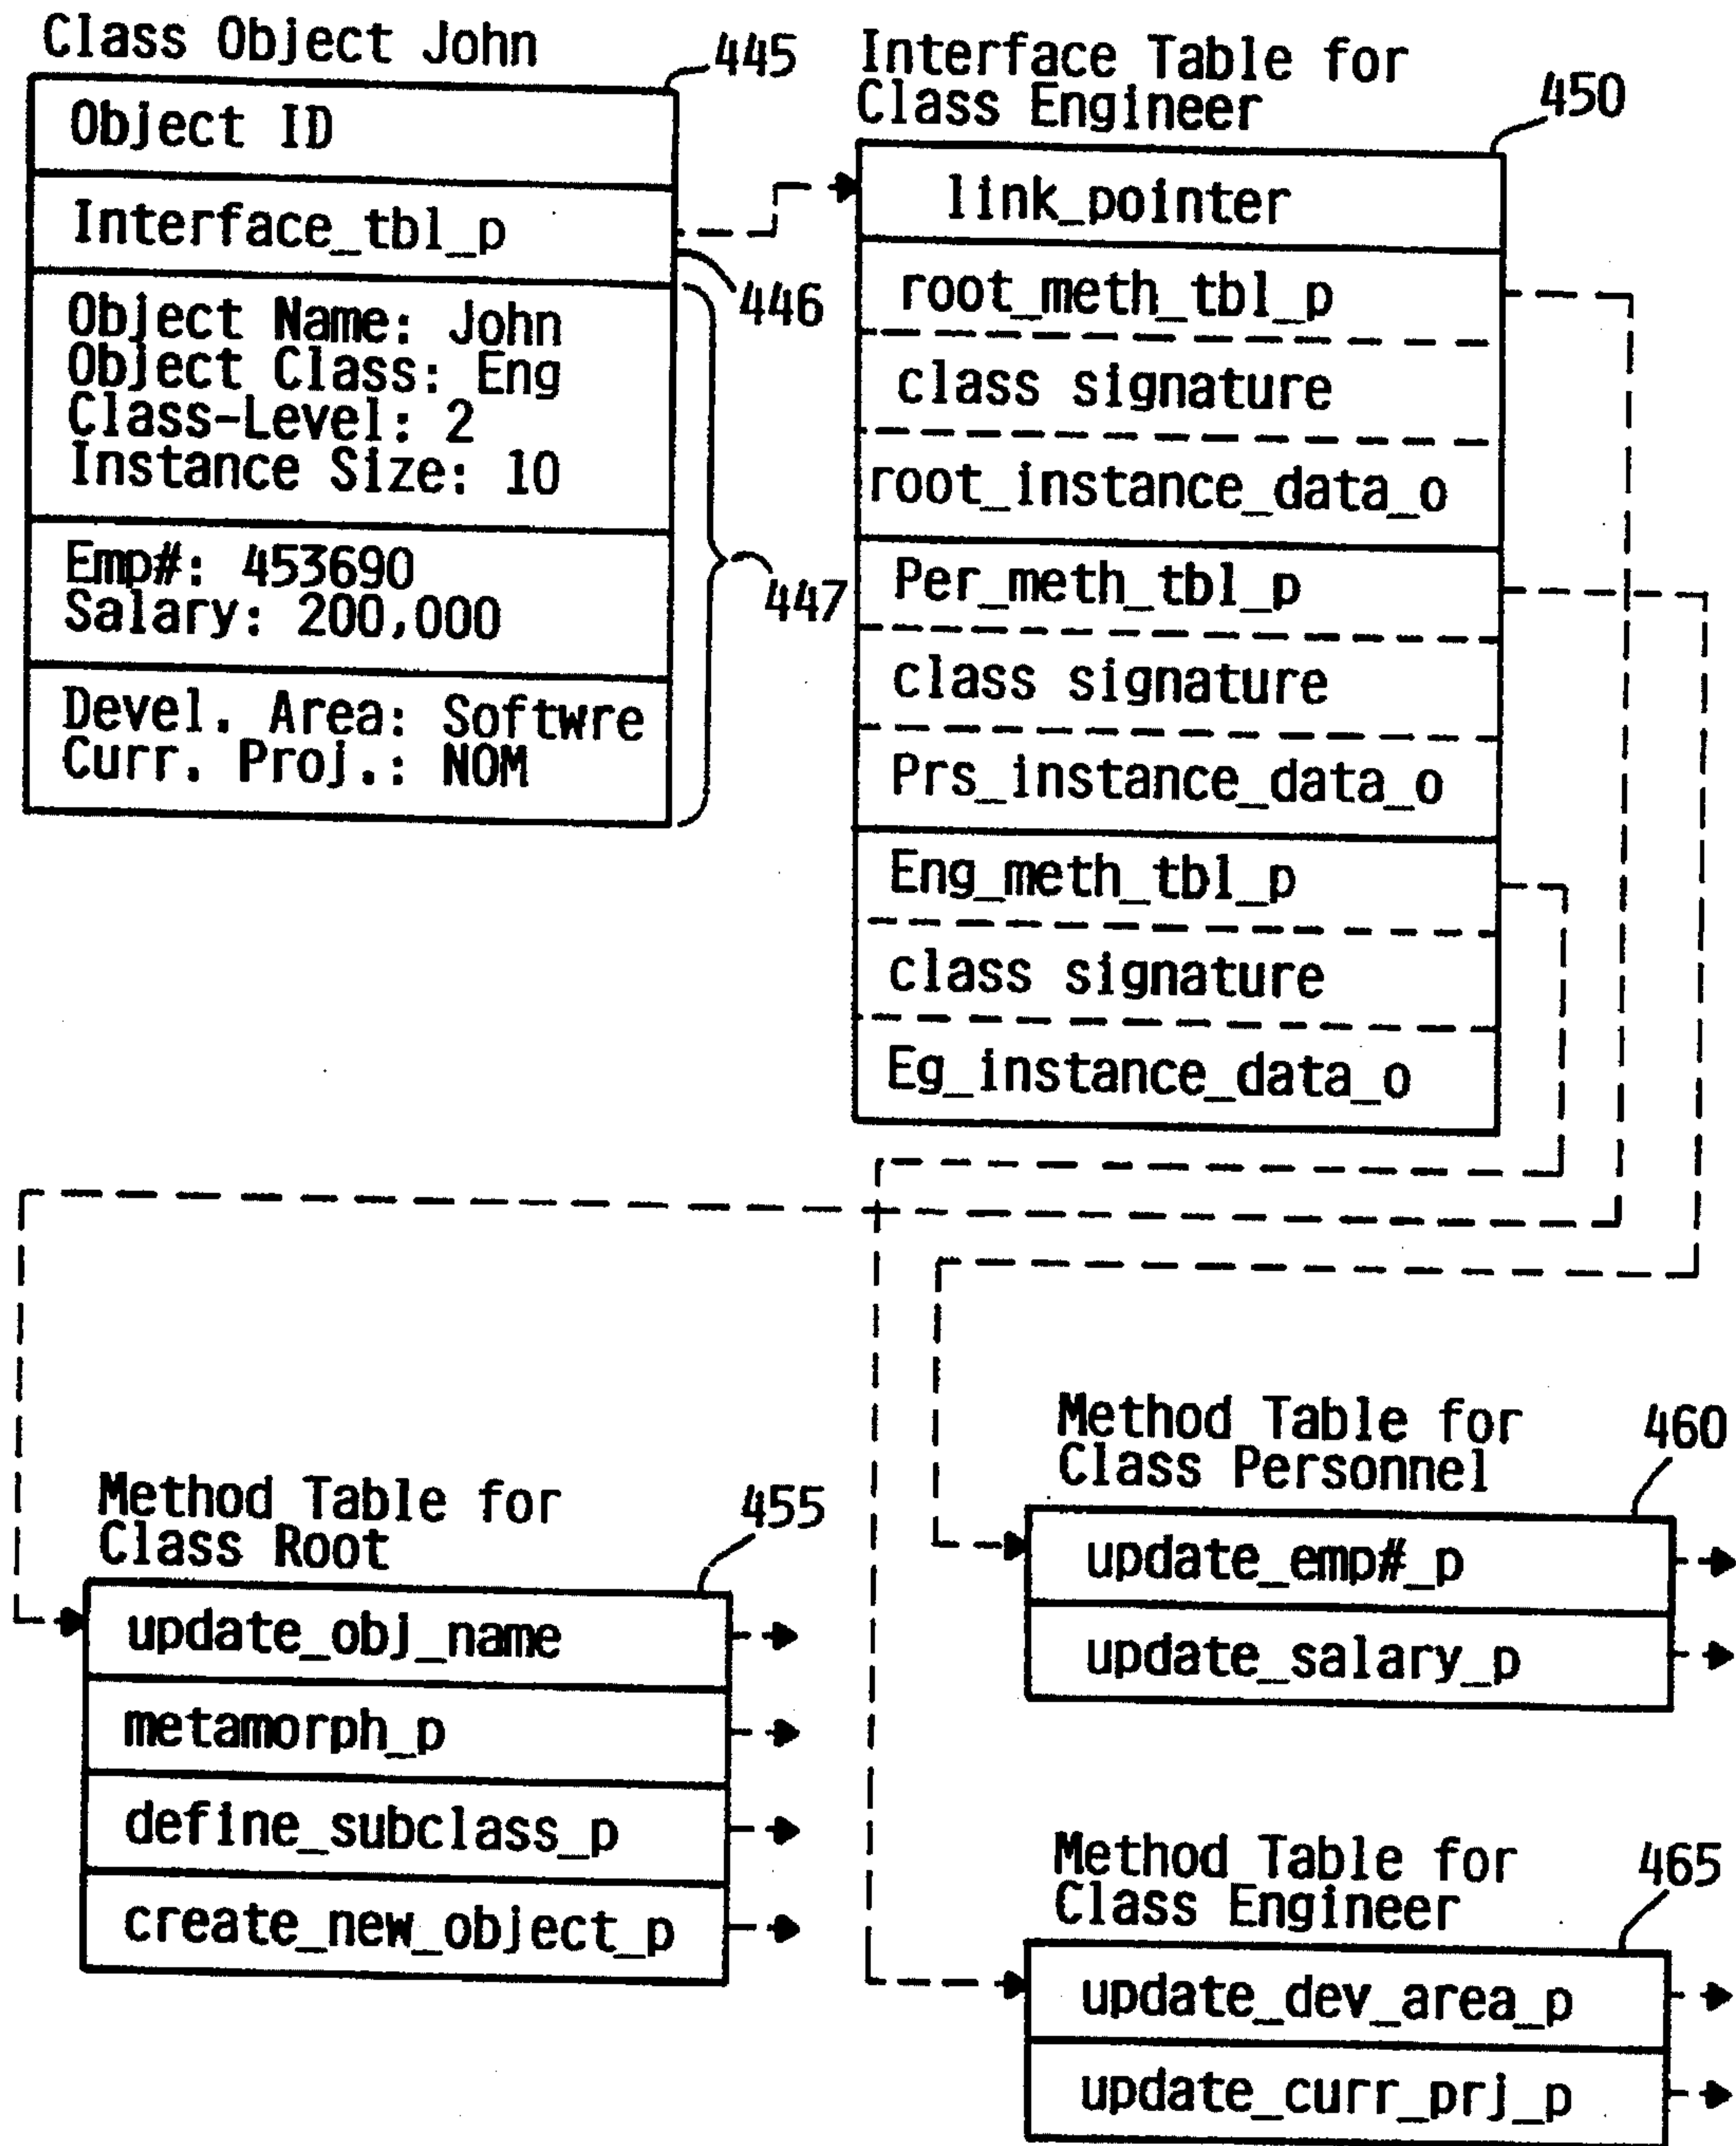 Class Object John
445
Object ID
Interface_tbl_p
446
Object Name: John
Object Class: Eng
Class-Level: 2
Instance Size: 10
Emp#: 453690
Salary: 200,000
447
Devel. Area: Softwre
Curr. Proj.: NOM
Interface Table for
Class Engineer
450
link_pointer
root_meth_tbl_p
class signature
root_instance_data_o
Per_meth_tbl_p
class signature
Prs_instance_data_o
Eng_meth_tbl_p
class signature
Eg_instance_data_o
Method Table for
Class Root
455
update_obj_name
metamorph_p
define_subclass_p
create_new_object_p
Method Table for
Class Personnel
460
update_emp#_p
update_salary_p
Method Table for
Class Engineer
465
update_dev_area_p
update_curr_prj_p